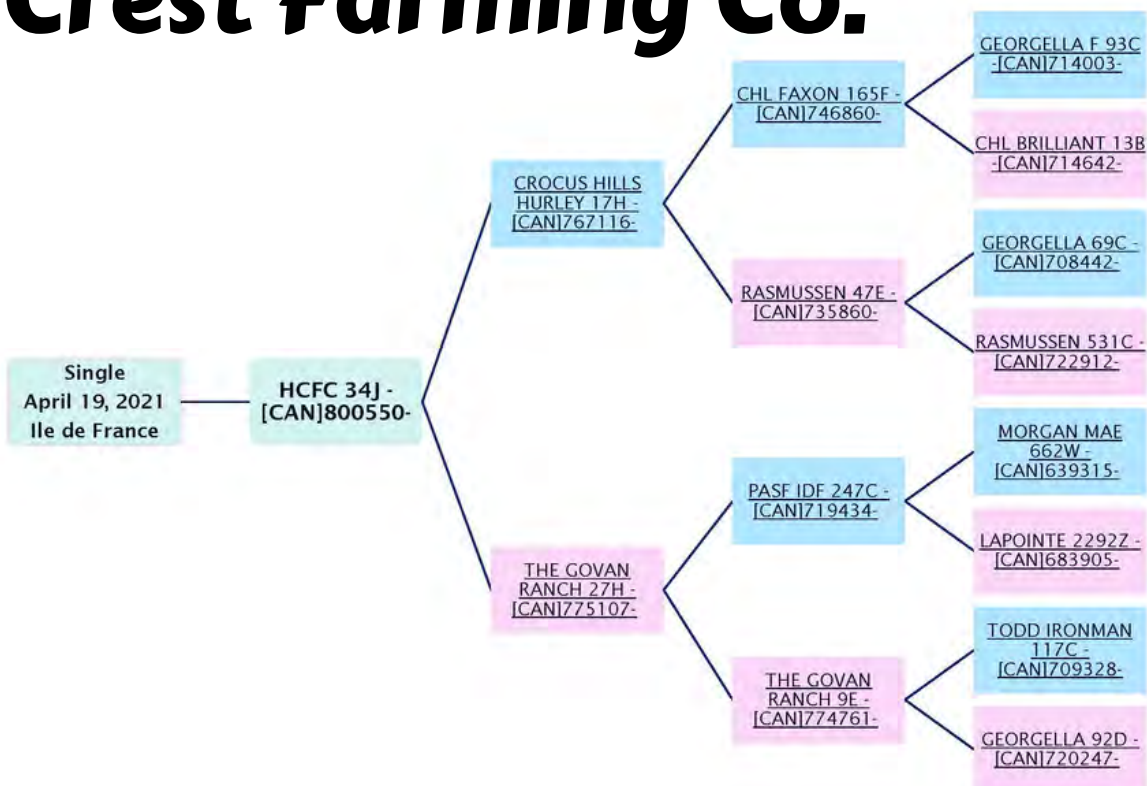 Crest Farming Co.
Single
April 19, 2021
Ile de France
HCFC 34J -
[CAN]800550-
CROCUS HILLS
HURLEY 17H -
[CAN]767116-
THE GOVAN
RANCH 27H -
[CAN]775107-
CHL FAXON 165F -
[CAN]746860-
RASMUSSEN 47E -
[CAN]735860-
PASF IDF 247C -
[CAN]719434-
THE GOVAN
RANCH 9E -
[CAN]774761-
GEORGELLA F 93C
-[CAN]714003-
CHL BRILLIANT 13B
-[CAN]714642-
GEORGELLA 69C -
[CAN]708442-
RASMUSSEN 531C -
[CAN]722912-
MORGAN MAE
662W -
[CAN]639315-
LAPOINTE 2292Z -
[CAN]683905-
TODD IRONMAN
117C -
[CAN]709328-
GEORGELLA 92D -
[CAN]720247-